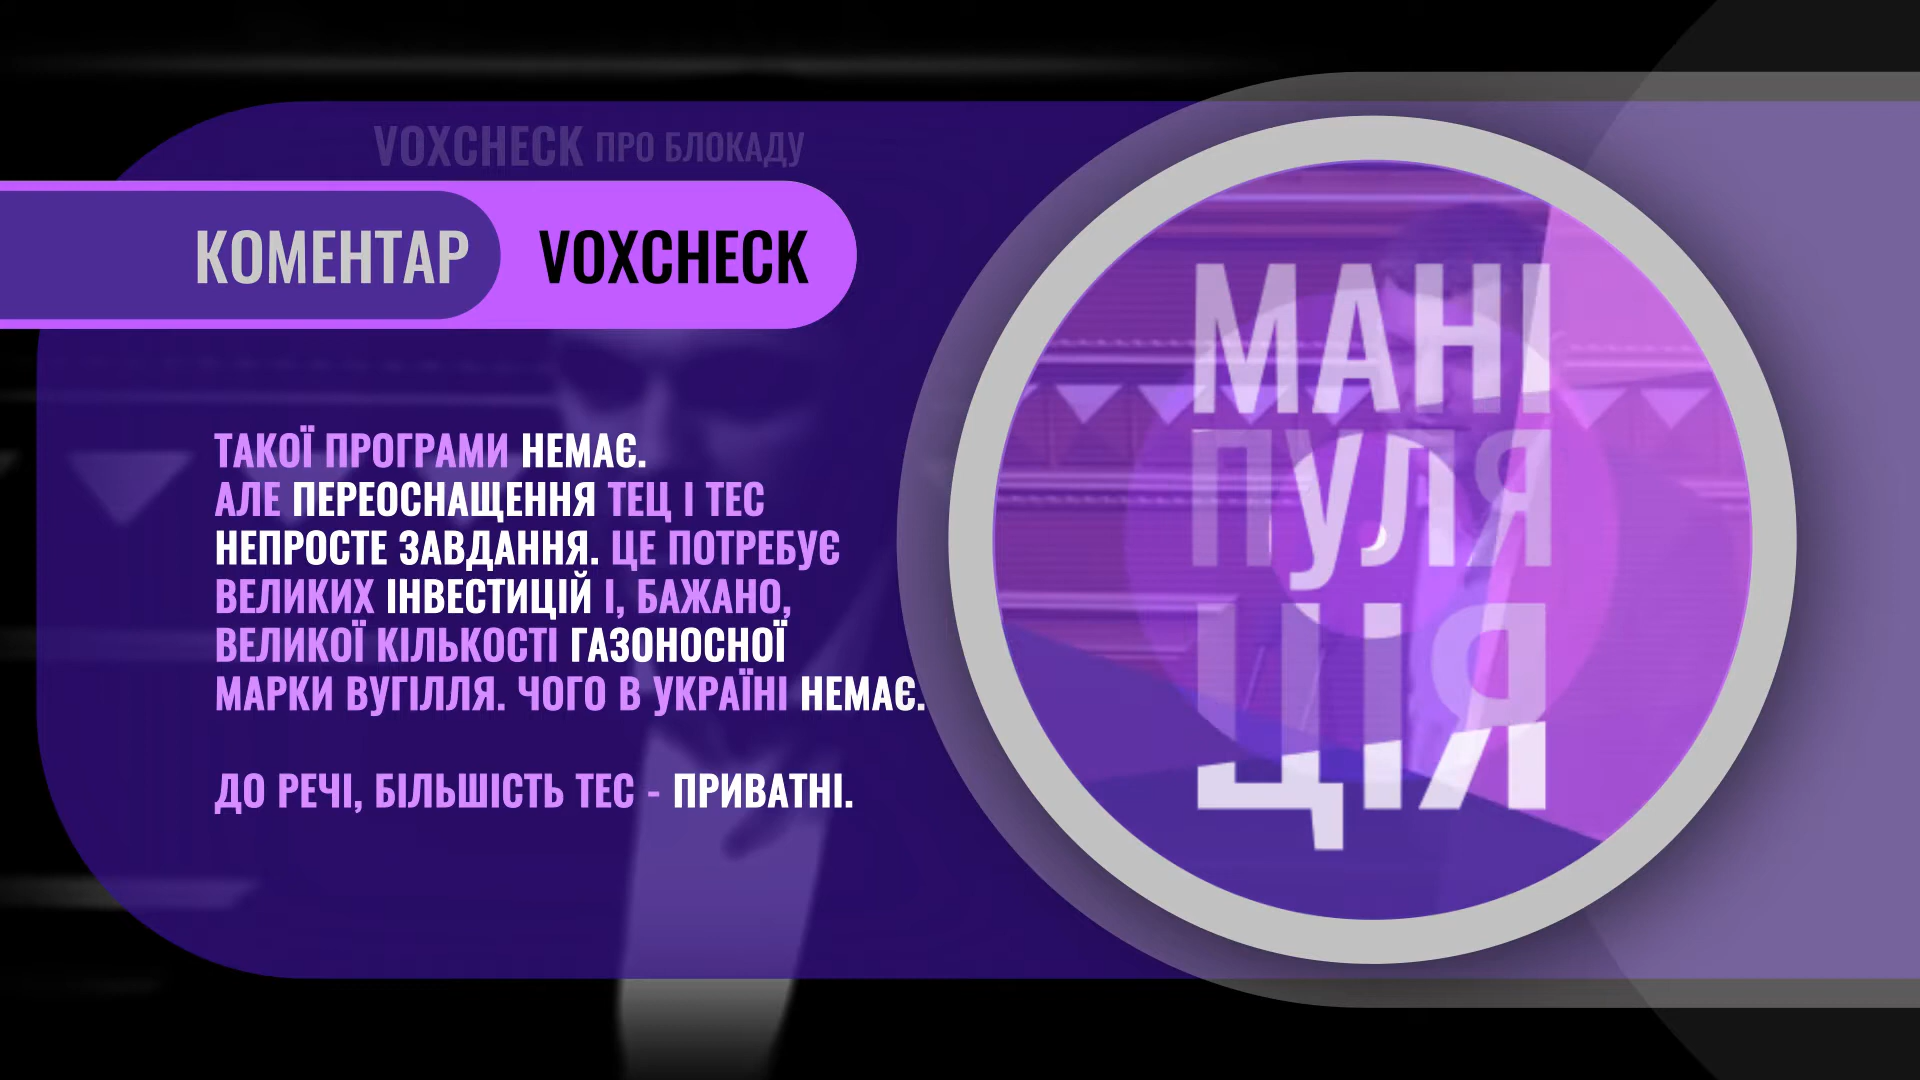 VOXCHECK ПРО БЛОКАДУ
КОМЕНТАР VOXCHECK
ТАКОЇ ПРОГРАМИ НЕМАЄ.
АЛЕ ПЕРЕОСНАЩЕННЯ ТЕЦ І ТЕС
НЕПРОСТЕ ЗАВДАННЯ. ЦЕ ПОТРЕБУЄ
ВЕЛИКИХ ІНВЕСТИЦІЙ І, БАЖАНО,
ВЕЛИКОЇ КІЛЬКОСТІ ГАЗОНОСНОЇ
МАРКИ ВУГІЛЛЯ. ЧОГО В УКРАЇНІ НЕМАЄ.
ДО РЕЧІ, БІЛЬШІСТЬ ТЕС - ПРИВАТНІ.
МАНІ
ПУЛЯ
ЦІЯ